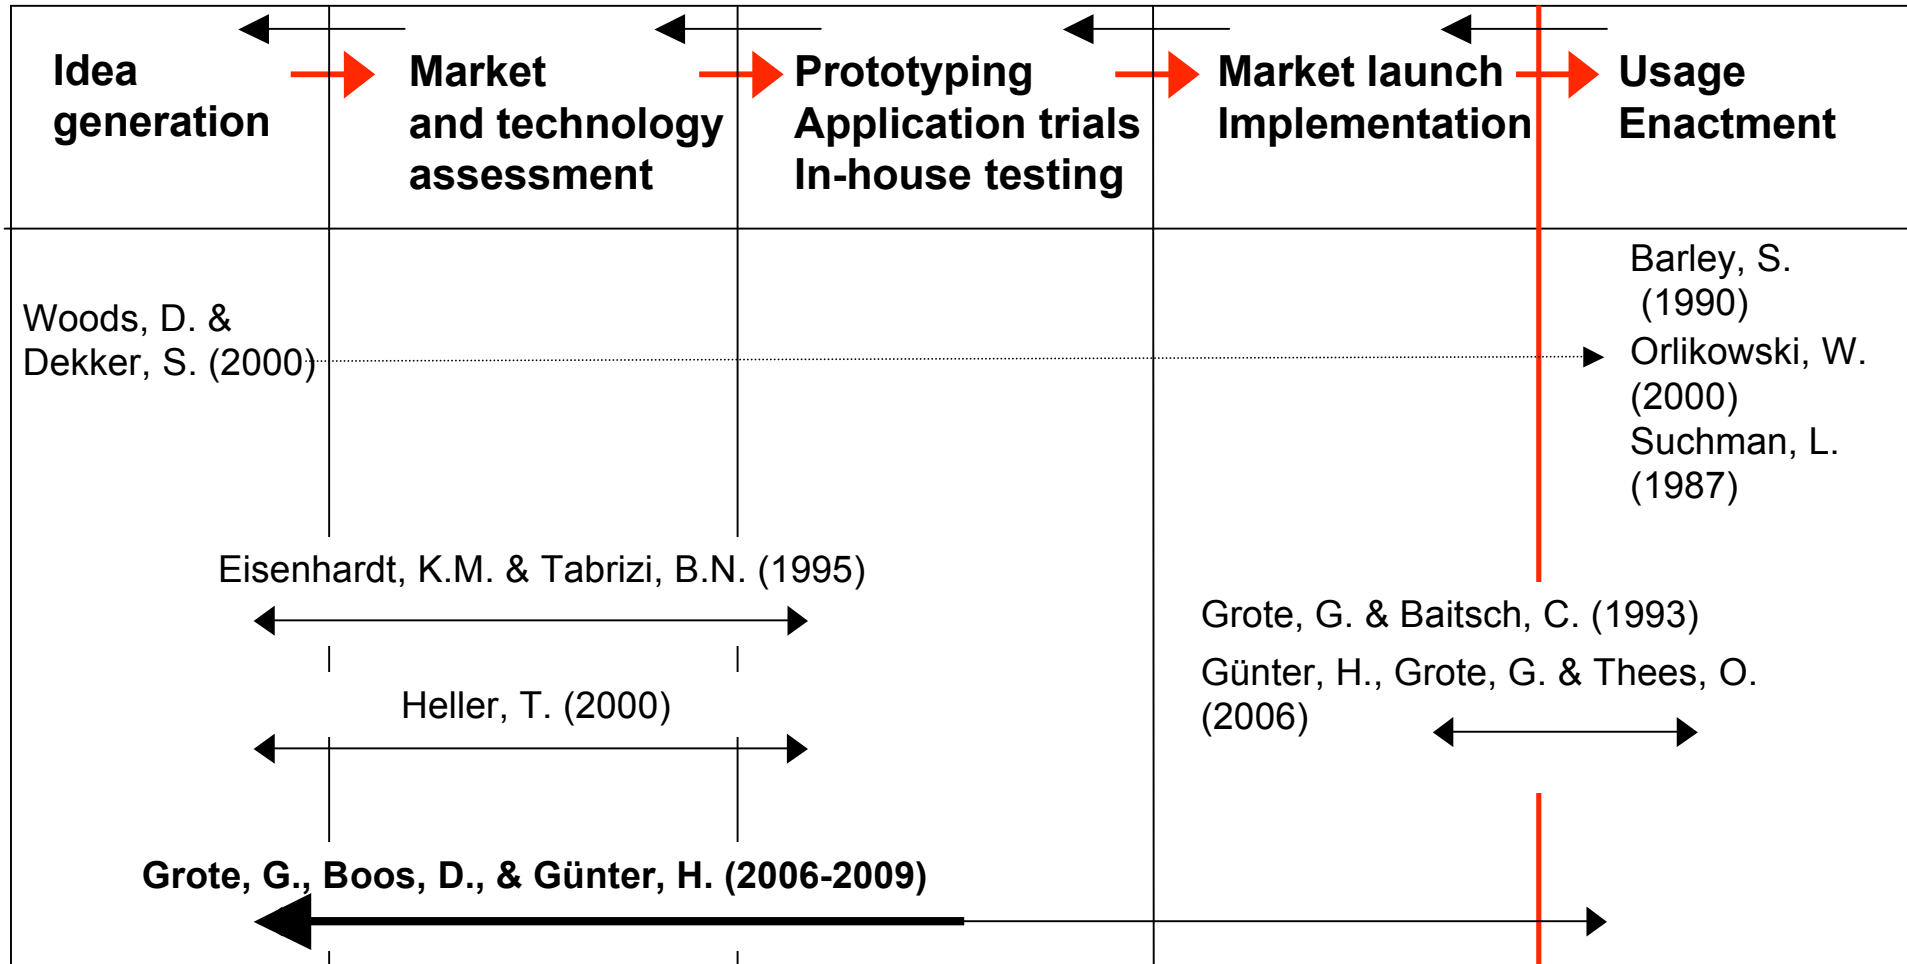 Idea
generation
Market
and technology
assessment
Prototyping
Application trials
In-house testing
Market launch
Implementation
Usage
Enactment
Woods, D. &
Dekker, S. (2000)
Barley, S.
(1990)
Orlikowski, W.
(2000)
Suchman, L.
(1987)
Eisenhardt, K.M. & Tabrizi, B.N. (1995)
Heller, T. (2000)
Grote, G. & Baitsch, C. (1993)
Günter, H., Grote, G. & Thees, O.
(2006)
Grote, G., Boos, D., & Günter, H. (2006-2009)